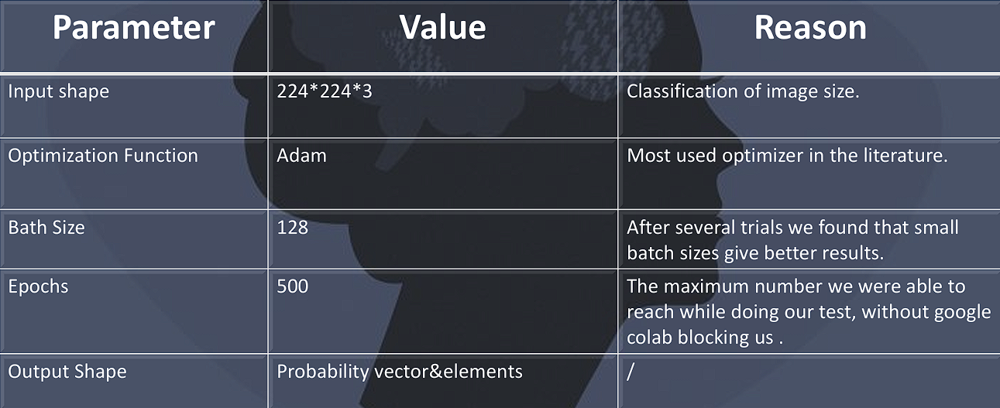 Parameter Value Reason
Input shape 224*224*3 Classification of image size.
Optimization Function Adam Most used optimizer in the literature.
Bath Size 128 After several trials we found that small
batch sizes give better results.
Epochs 500 The maximum number we were able to
reach while doing our test, without google
colab blocking us .
Output Shape Probability vector&elements /